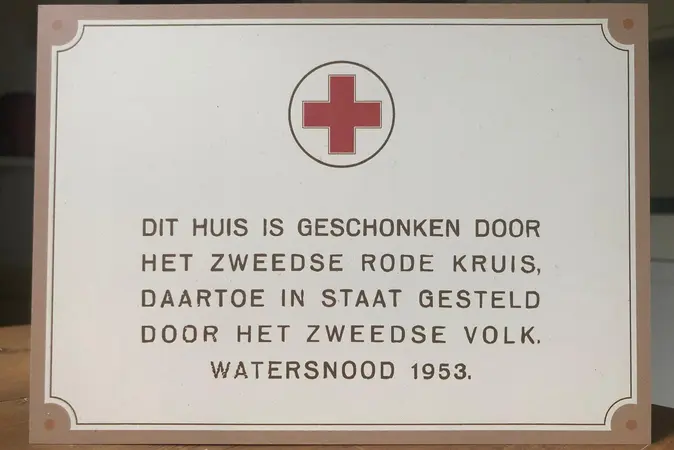 DIT HUIS IS GESCHONKEN DOOR
HET ZWEEDSE RODE KRUIS,
DAARTOE IN STAAT GESTELD
DOOR HET ZWEEDSE VOLK.
WATERSNOOD 1953.